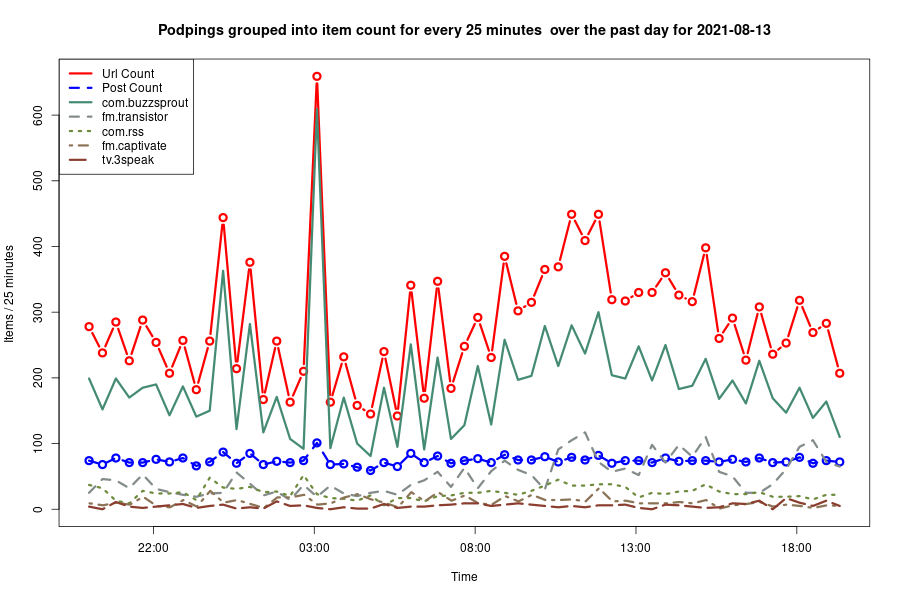 Podpings grouped into item count for every 25 minutes  over the past day for 2021-08-13
Url Count
Post Count
com.buzzsprout
fm.transistor
com.rss
fm.captivate
tv.3speak
Items / 25 minutes
600
500
400
300
200
100
0
22:00 03:00 08:00 13:00 18:00
Time